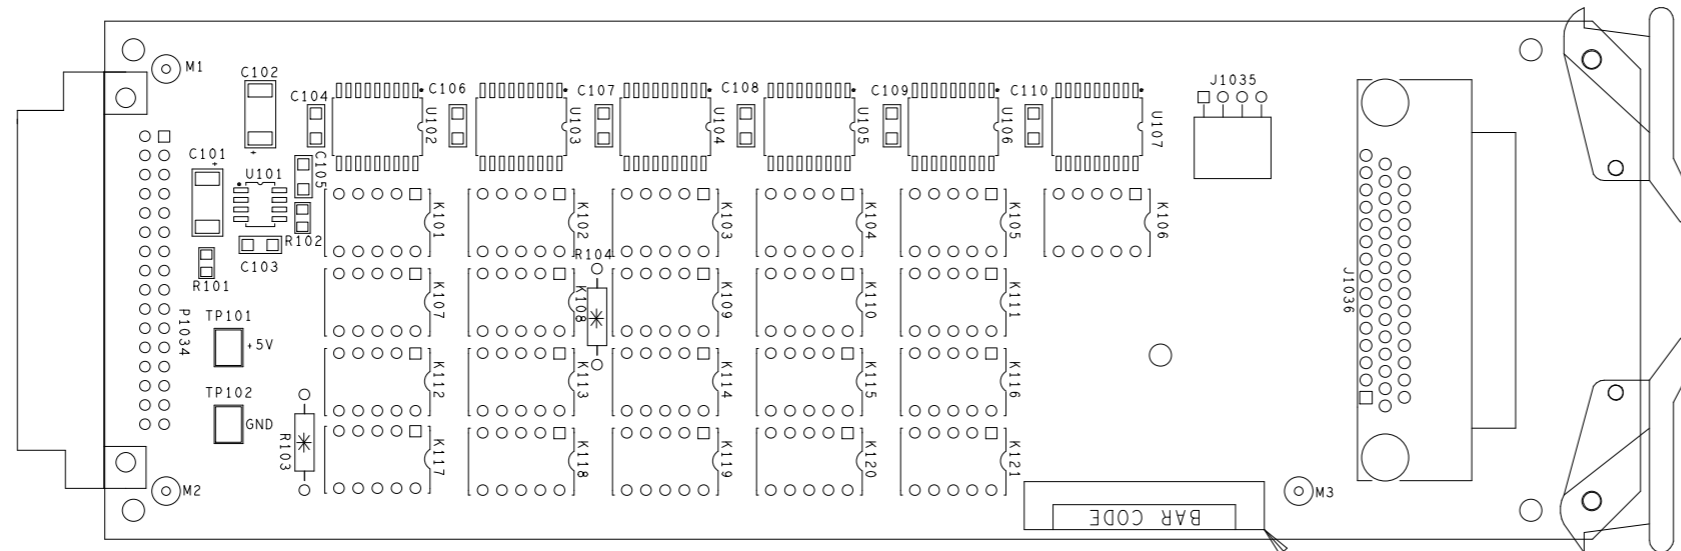 M1
C102
C104
C106
C107
C108
C109
C110
J1035
U102
U103
U104
U105
U106
U107
C101
+
+
U101
C105
R102
C103
R101
K101
K102
K103
K104
K105
K106
R104
K107
K108
K109
K110
K111
J1036
P1034
TP101
+5V
K112
K113
K114
K115
K116
TP102
GND
R103
K117
K118
K119
K120
K121
M2
M3
BAR CODE